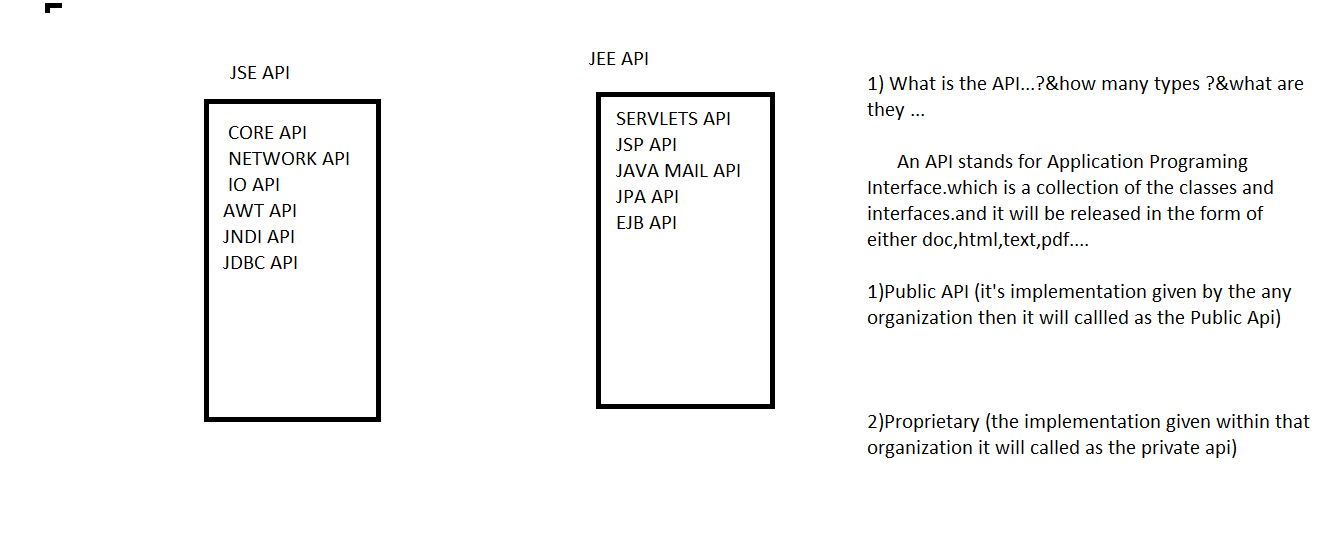 JSE API
CORE API
NETWORK API
IO API
AWT API
JNDI API
JDBC API
JEE API
SERVLETS API
JSP API
JAVA MAIL API
JPA API
EJB API
1) What is the API...?&how many types ?&what are
they ...
An API stands for Application Programing
Interface.which is a collection of the classes and
interfaces.and it will be released in the form of
either doc,html,text,pdf....
1)Public API (it's implementation given by the any
organization then it will callled as the Public Api)
2)Proprietary (the implementation given within that
organization it will called as the private api)